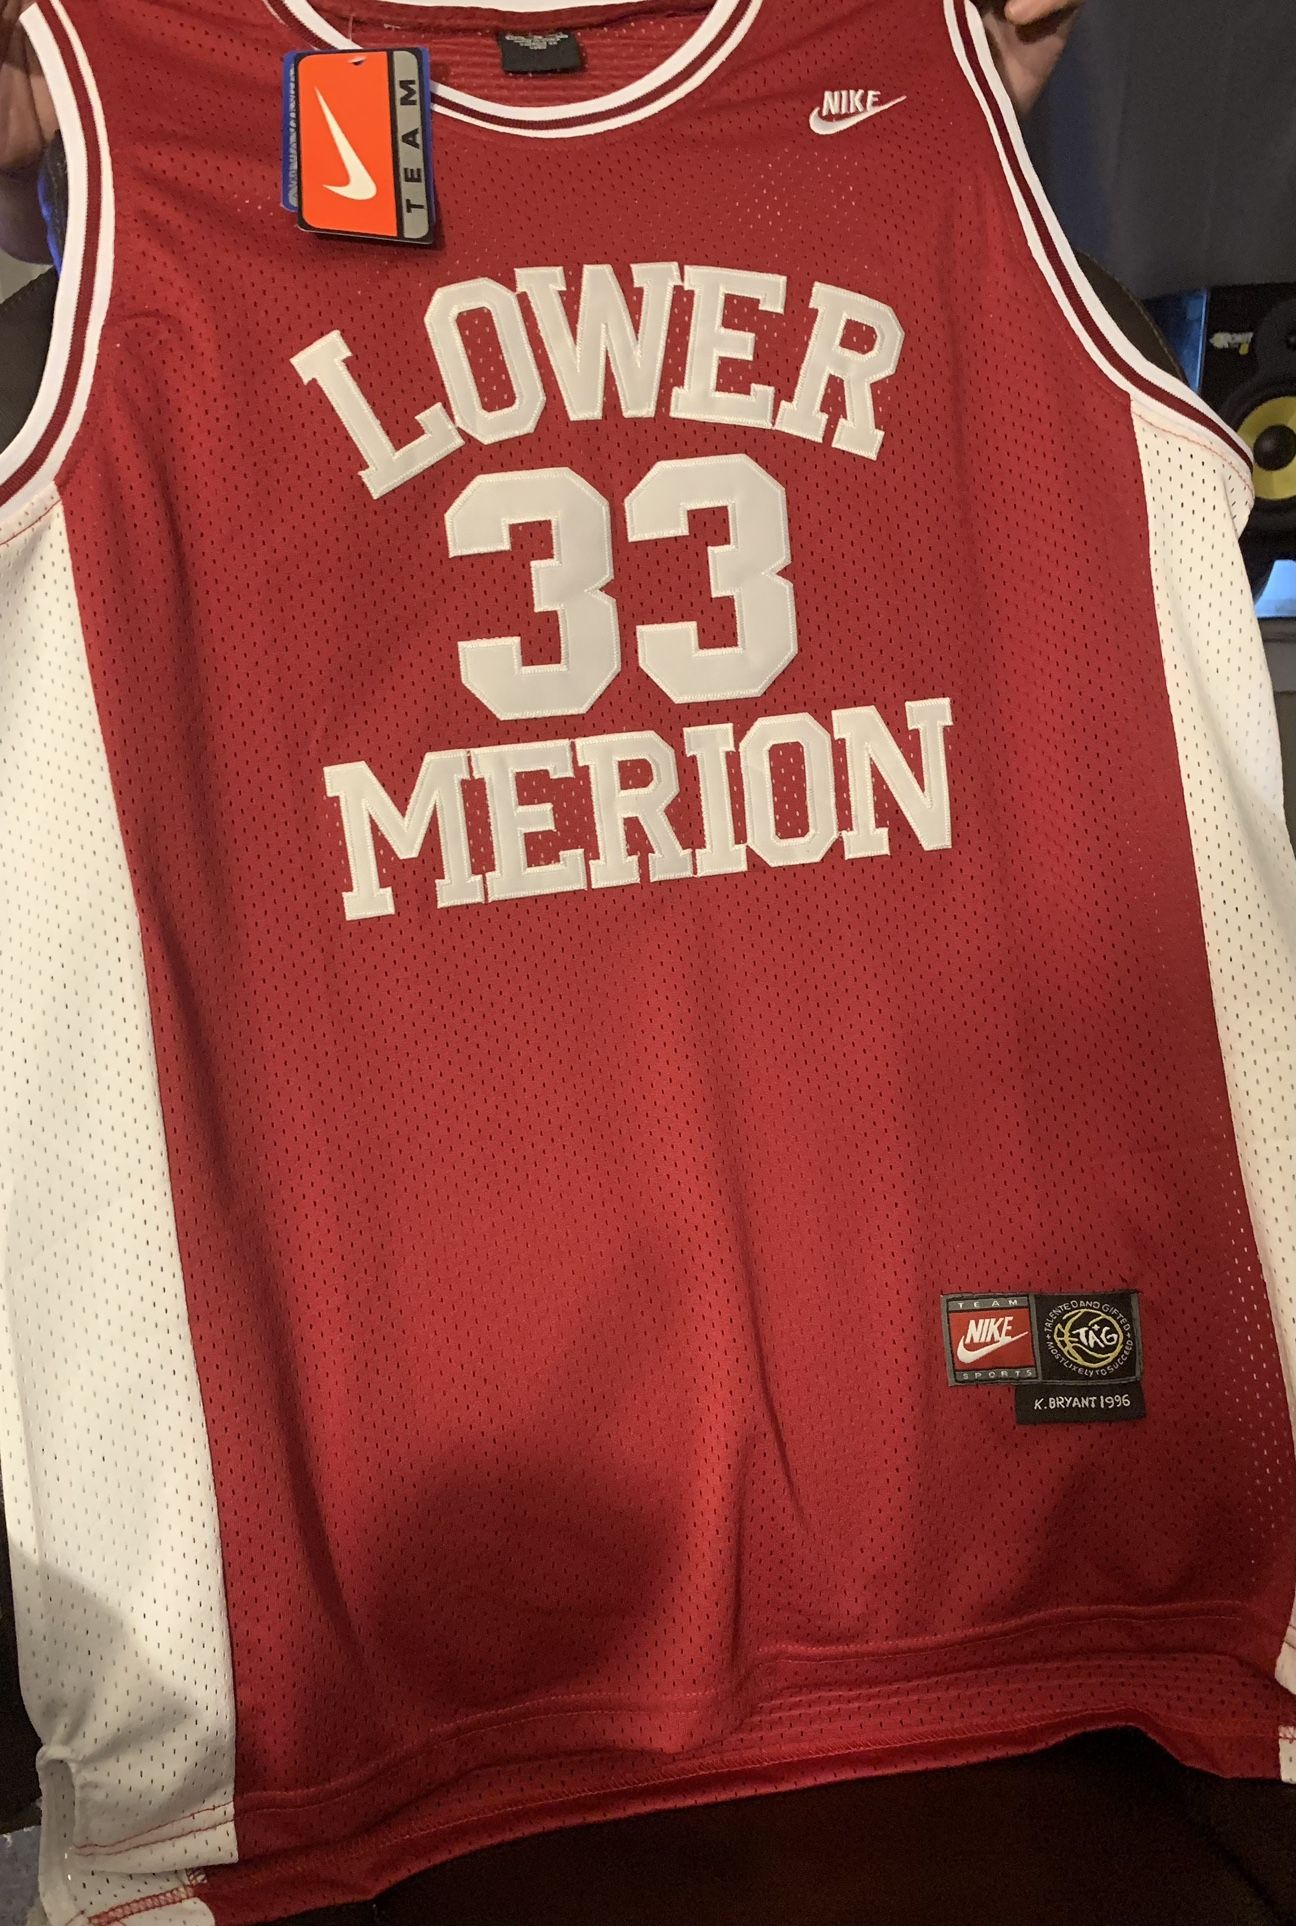 TEAM
NIKE
LOWER
33
MERION
TEAM
NIKE
SPORTS
TALENTED AND GIFTED
TAG
MOST LIKELY TO SUCCEED
K. BRYANT 1996